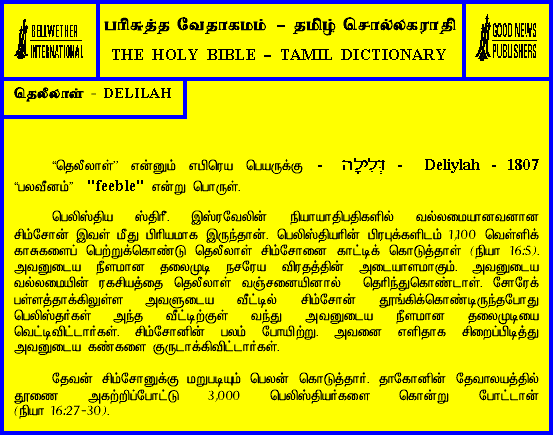 BELLWETHER
INTERNATIONAL
பரிசுத்த வேதாகமம் – தமிழ் சொல்லகராதி
THE HOLY BIBLE – TAMIL DICTIONARY
GOOD NEWS
PUBLISHERS
தெலீலாள் - DELILAH
“தெலீலாள்” என்னும் எபிரெய பெயருக்கு - דְּלִילָה - Deliylah - 1807
“பலவீனம்” "feeble" என்று பொருள்.
பெலிஸ்திய ஸ்திரீ. இஸ்ரவேலின் நியாயாதிபதிகளில் வல்லமையானவனான
சிம்சோன் இவள் மீது பிரியமாக இருந்தான். பெலிஸ்தியரின் பிரபுக்களிடம் 1,100 வெள்ளிக்
காசுகளைப் பெற்றுக்கொண்டு தெலீலாள் சிம்சோனை காட்டிக் கொடுத்தாள் (நியா 16:5).
அவனுடைய நீளமான தலைமுடி நசரேய விரதத்தின் அடையாளமாகும். அவனுடைய
வல்லமையின் ரகசியத்தை தெலீலாள் வஞ்சனையினால் தெரிந்துகொண்டாள். சோரேக்
பள்ளத்தாக்கிலுள்ள அவளுடைய வீட்டில் சிம்சோன் தூங்கிக்கொண்டிருந்தபோது
பெலிஸ்தர்கள் அந்த வீட்டிற்குள் வந்து அவனுடைய நீளமான தலைமுடியை
வெட்டிவிட்டார்கள். சிம்சோனின் பலம் போயிற்று. அவனை எளிதாக சிறைப்பிடித்து
அவனுடைய கண்களை குருடாக்கிவிட்டார்கள்.
தேவன் சிம்சோனுக்கு மறுபடியும் பெலன் கொடுத்தார். தாகோனின் தேவாலயத்தில்
தூணை அகற்றிப்போட்டு 3,000 பெலிஸ்தியர்களை கொன்று போட்டான்
(நியா 16:27-30).